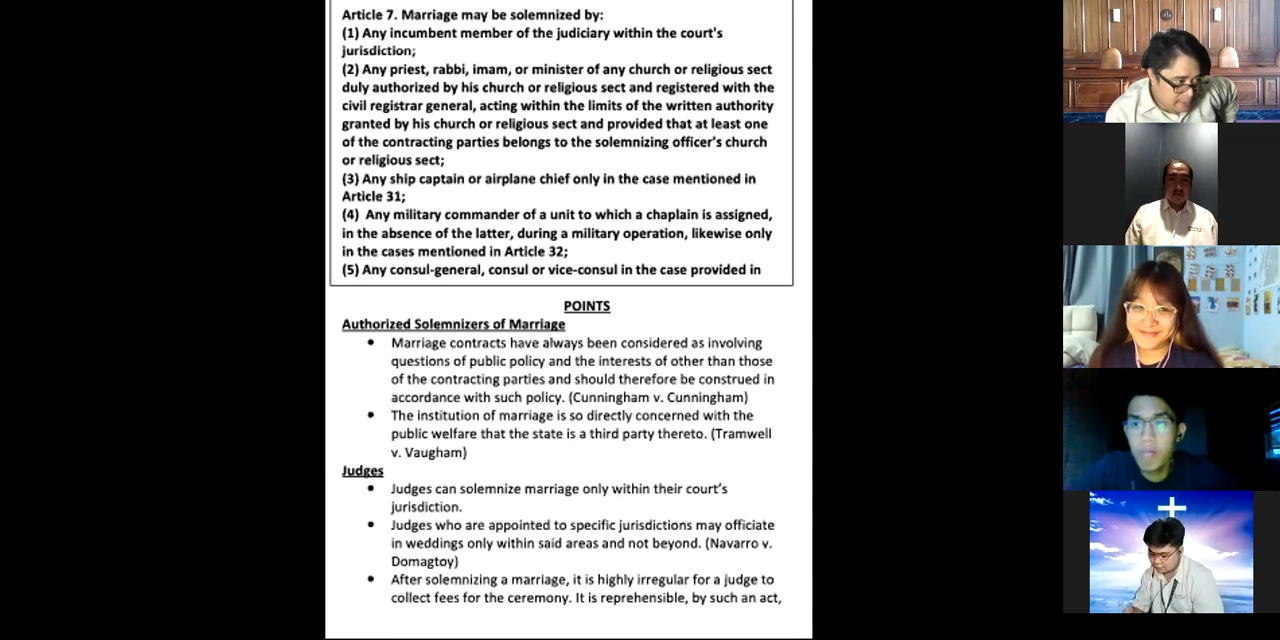 Article 7. Marriage may be solemnized by:
(1) Any incumbent member of the judiciary within the court's
jurisdiction;
(2) Any priest, rabbi, imam, or minister of any church or religious sect
duly authorized by his church or religious sect and registered with the
civil registrar general, acting within the limits of the written authority
granted by his church or religious sect and provided that at least one
of the contracting parties belongs to the solemnizing officer's church
or religious sect;
(3) Any ship captain or airplane chief only in the case mentioned in
Article 31;
(4) Any military commander of a unit to which a chaplain is assigned,
in the absence of the latter, during a military operation, likewise only
in the cases mentioned in Article 32;
(5) Any consul-general, consul or vice-consul in the case provided in
POINTS
Authorized Solemnizers of Marriage
• Marriage contracts have always been considered as involving
questions of public policy and the interests of other than those
of the contracting parties and should therefore be construed in
accordance with such policy. (Cunningham v. Cunningham)
• The institution of marriage is so directly concerned with the
public welfare that the state is a third party thereto. (Tramwell
v. Vaugham)
Judges
• Judges can solemnize marriage only within their court's
jurisdiction.
• Judges who are appointed to specific jurisdictions may officiate
in weddings only within said areas and not beyond. (Navarro v.
Domagtoy)
• After solemnizing a marriage, it is highly irregular for a judge to
collect fees for the ceremony. It is reprehensible, by such an act,